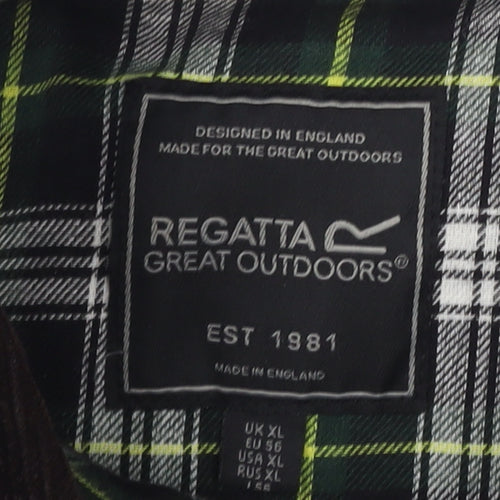 DESIGNED IN ENGLAND
MADE FOR THE GREAT OUTDOORS
REGATTA
GREAT OUTDOORS®
EST 1981
MADE IN ENGLAND
UK XL
EU 56
USA XL
RUS XL